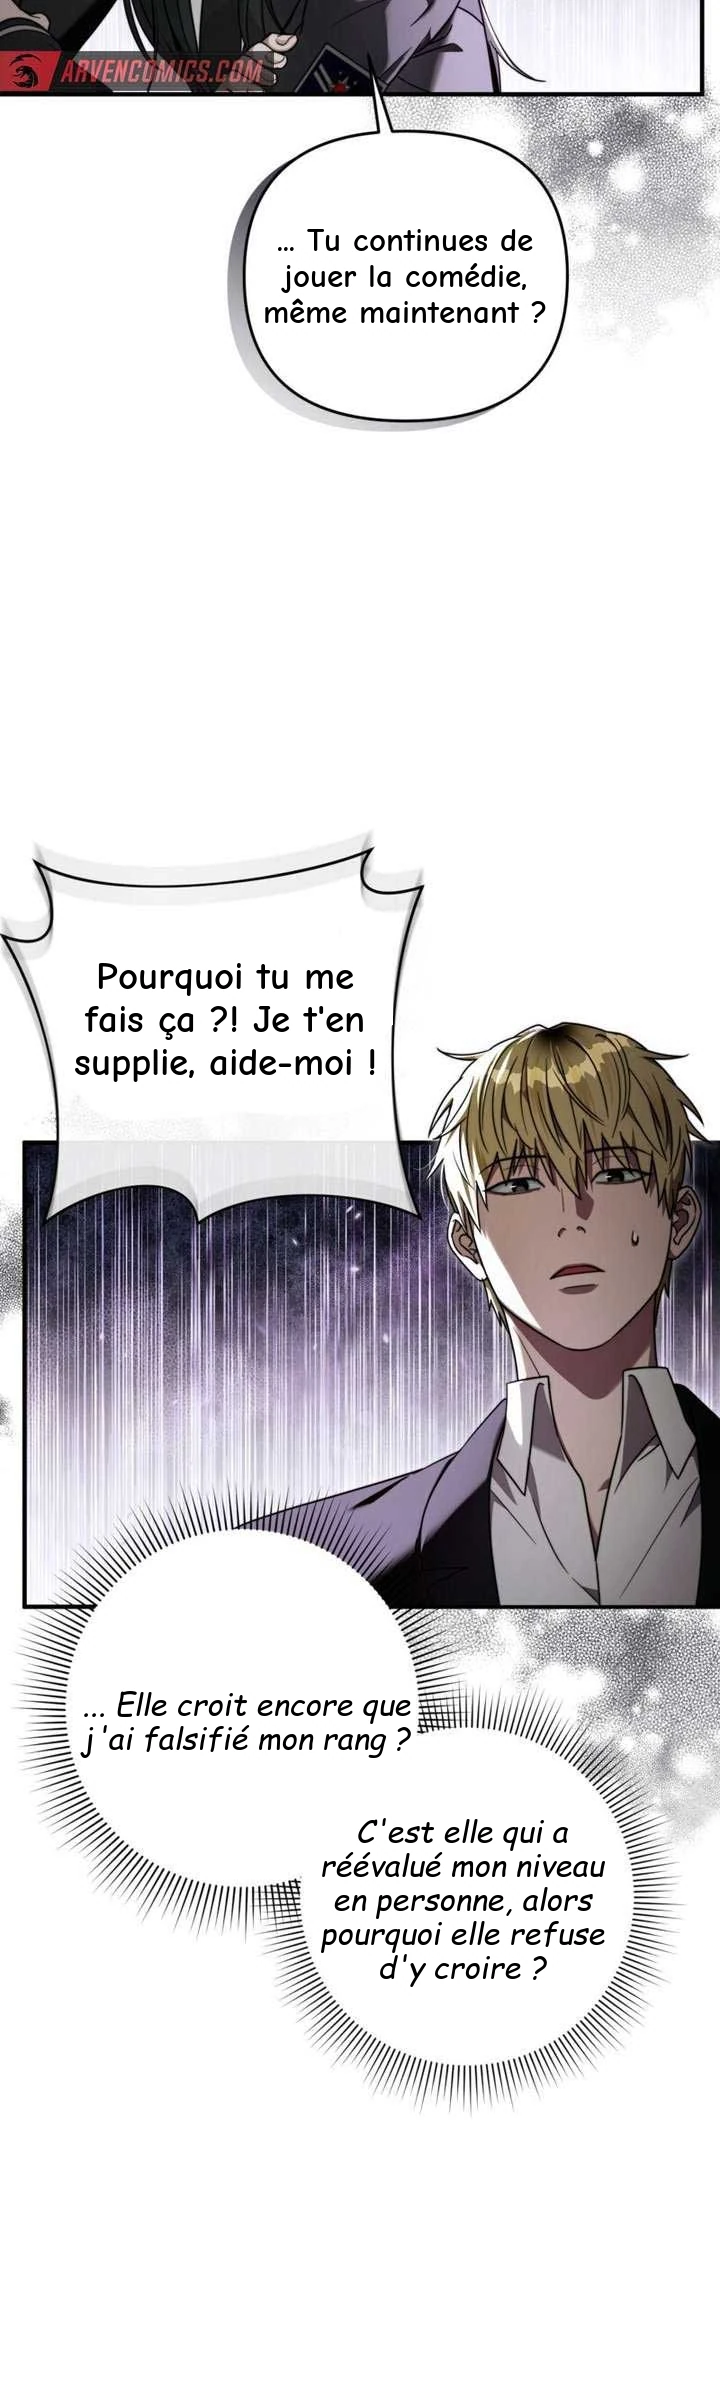 ARVENCOMICS.COM
... Tu continues de
jouer la comédie,
même maintenant ?
Pourquoi tu me
fais ça ?! Je t'en
supplie, aide-moi !
... Elle croit encore que
j'ai falsifié mon rang ?
C'est elle qui a
réévalué mon niveau
en personne, alors
pourquoi elle refuse
d'y croire ?